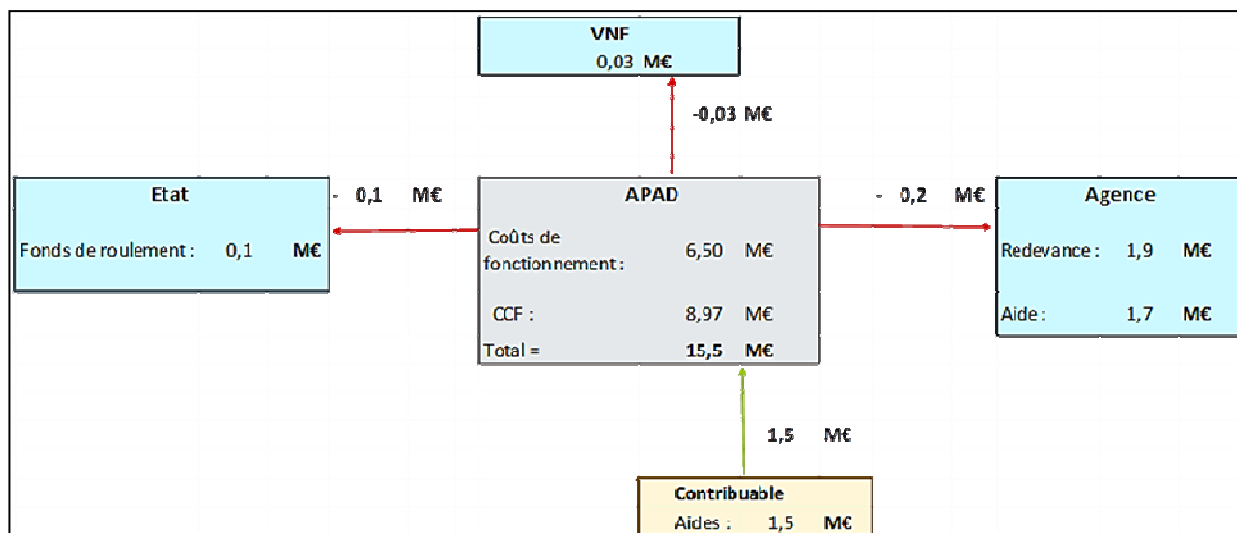 VNF
0,03 M€
-0,03 M€
Etat
Fonds de roulement : 0,1 M€
- 0,1 M€
APAD
Coûts de
fonctionnement : 6,50 M€
CCF : 8,97 M€
Total = 15,5 M€
- 0,2 M€
Agence
Redevance : 1,9 M€
Aide : 1,7 M€
1,5 M€
Contribuable
Aides : 1,5 M€